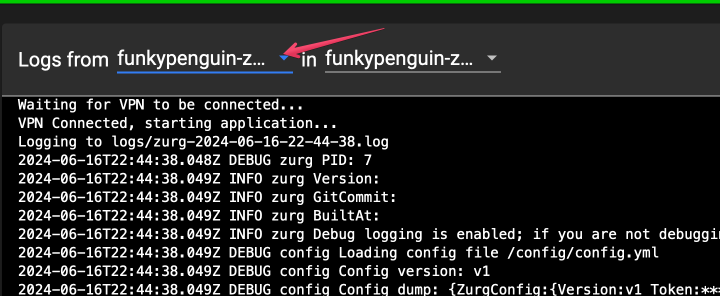 Logs from funkypenguin-z... in funkypenguin-z...
Waiting for VPN to be connected...
VPN Connected, starting application...
Logging to logs/zurg-2024-06-16-22-44-38.log
2024-06-16T22:44:38.048Z DEBUG zurg PID: 7
2024-06-16T22:44:38.049Z INFO zurg Version:
2024-06-16T22:44:38.049Z INFO zurg GitCommit:
2024-06-16T22:44:38.049Z INFO zurg BuiltAt:
2024-06-16T22:44:38.049Z INFO zurg Debug logging is enabled; if you are not debuggin
2024-06-16T22:44:38.049Z DEBUG config Loading config file /config/config.yml
2024-06-16T22:44:38.049Z DEBUG config Config version: v1
2024-06-16T22:44:38.049Z DEBUG config Config dump: {ZurgConfig:{Version:v1 Token:**